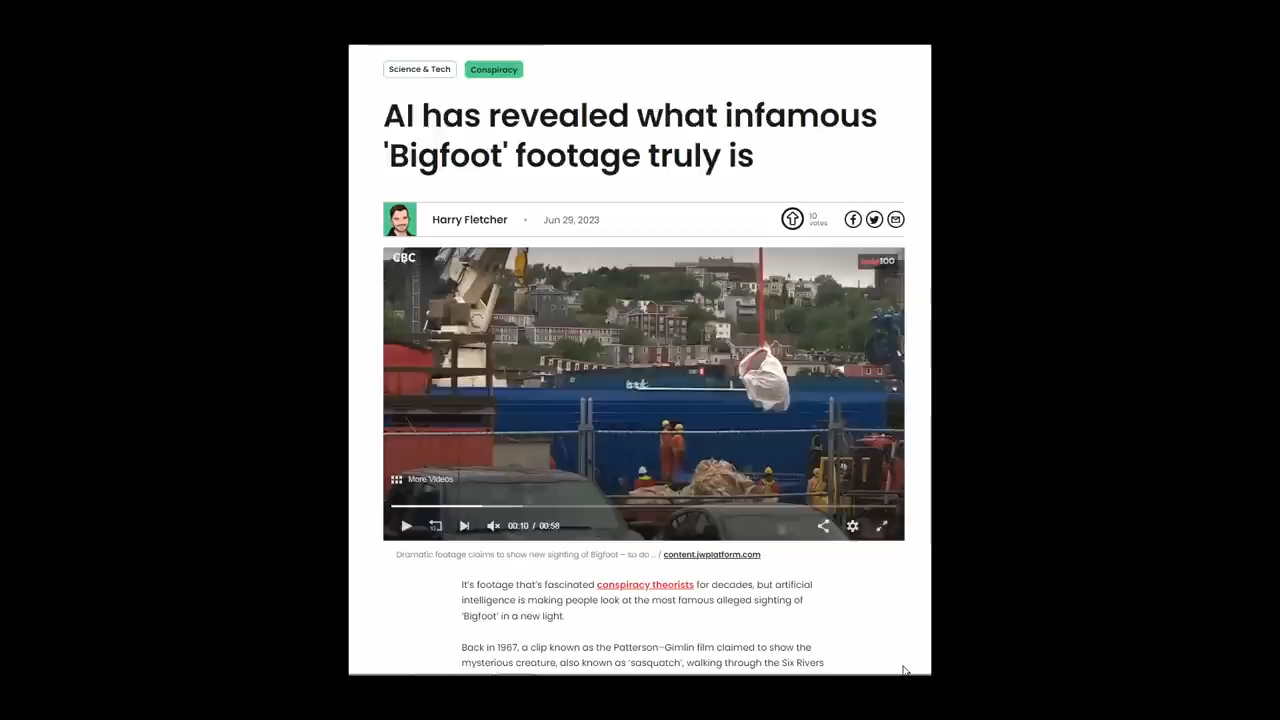 Science & Tech
Conspiracy
AI has revealed what infamous
'Bigfoot' footage truly is
Harry Fletcher • Jun 29, 2023
10
votes
CBC
indy100
More Videos
10
00:10 / 00:58
Dramatic footage claims to show new sighting of Bigfoot – so do ... / content.jwplatform.com
It's footage that's fascinated conspiracy theorists for decades, but artificial
intelligence is making people look at the most famous alleged sighting of
'Bigfoot' in a new light.
Back in 1967, a clip known as the Patterson–Gimlin film claimed to show the
mysterious creature, also known as 'sasquatch', walking through the Six Rivers